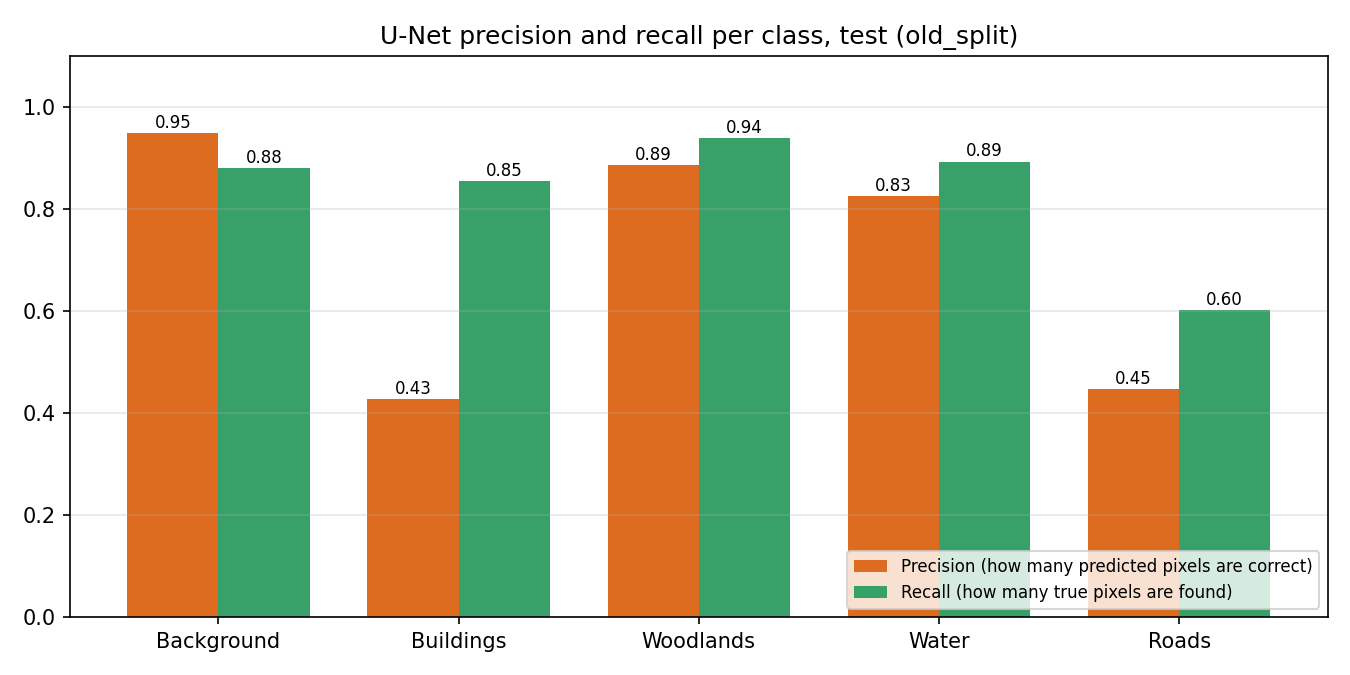 U-Net precision and recall per class, test (old_split)
1.0
0.8
0.6
0.4
0.2
0.0
0.95
0.88
0.43
0.85
0.89
0.94
0.83
0.89
0.45
0.60
Precision (how many predicted pixels are correct)
Recall (how many true pixels are found)
Background
Buildings
Woodlands
Water
Roads